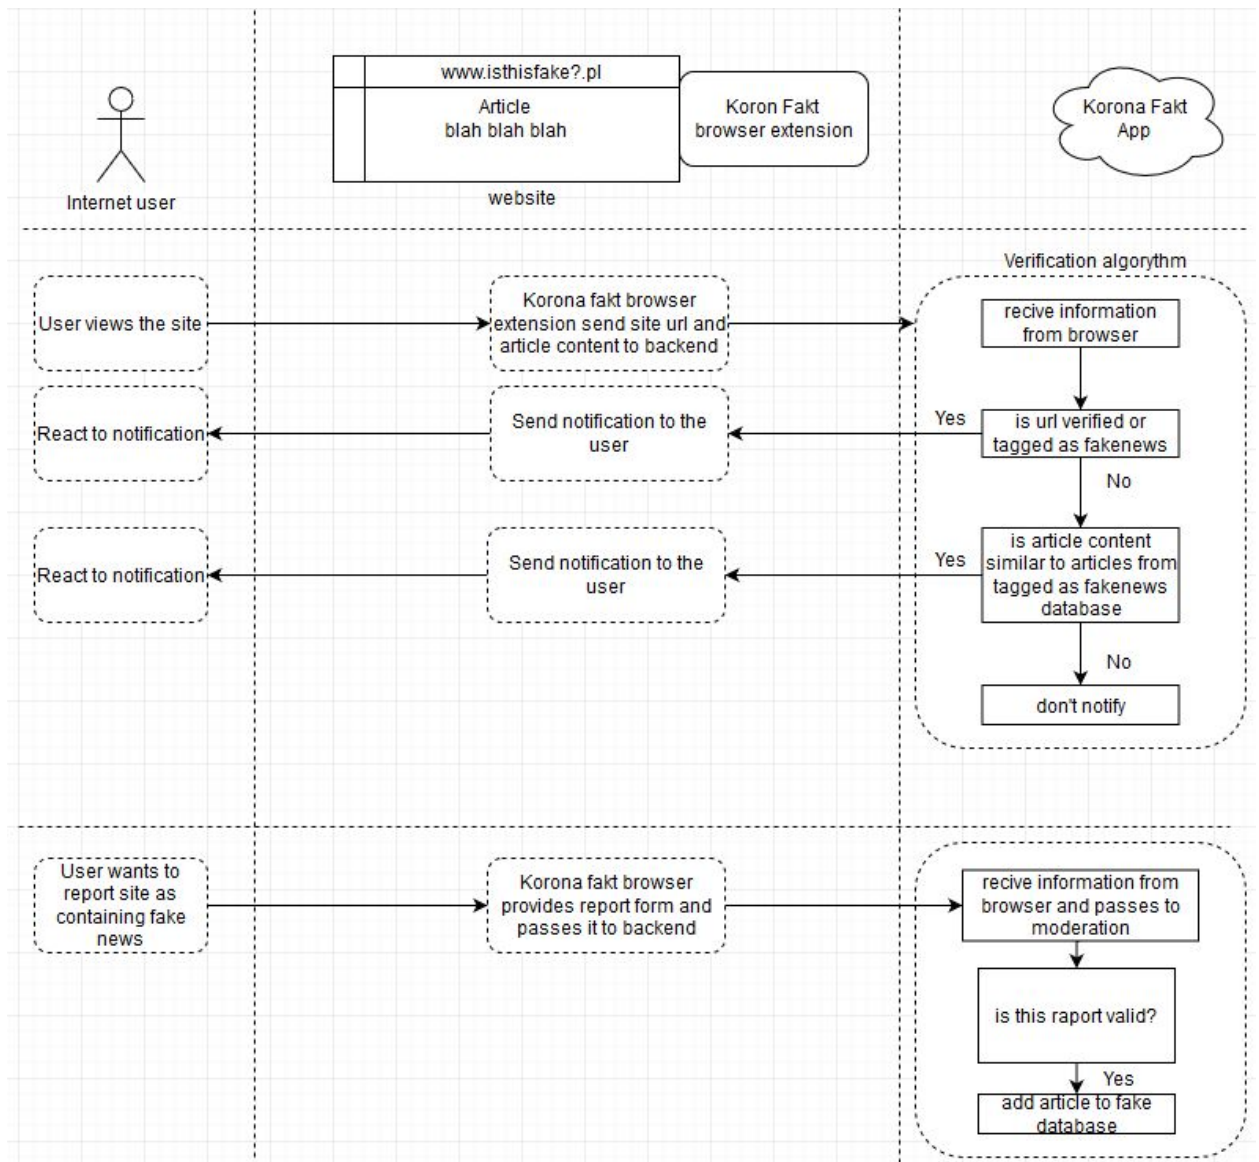 www.isthisfake?.pl
Article
blah blah blah
Koron Fakt
browser extension
Korona Fakt
App
Internet user
website
Verification algorythm
User views the site
Korona fakt browser
extension send site url and
article content to backend
recive information
from browser
React to notification
Send notification to the
user
Yes
is url verified or
tagged as fakenews
No
React to notification
Send notification to the
user
Yes
is article content
similar to articles from
tagged as fakenews
database
No
don't notify
User wants to
report site as
containing fake
news
Korona fakt browser
provides report form and
passes it to backend
recive information from
browser and passes to
moderation
is this raport valid?
Yes
add article to fake
database